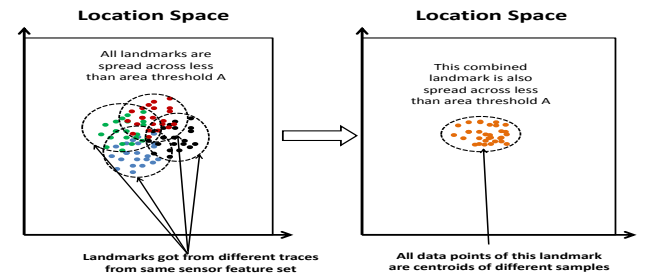 Location Space
All landmarks are
spread across less
than area threshold A
Landmarks got from different traces
from same sensor feature set
Location Space
This combined
landmark is also
spread across less
than area threshold A
All data points of this landmark
are centroids of different samples